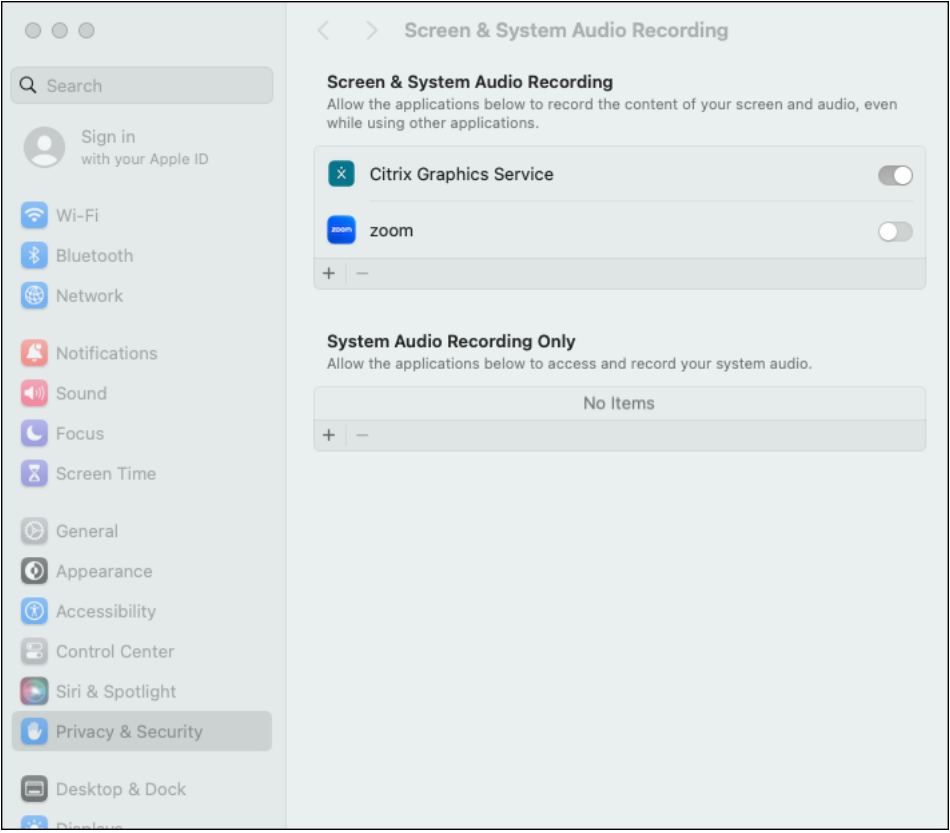 Screen & System Audio Recording
Search
Sign in
with your Apple ID
Wi-Fi
Bluetooth
Network
Notifications
Sound
Focus
Screen Time
General
Appearance
Accessibility
Control Center
Siri & Spotlight
Privacy & Security
Desktop & Dock
Displays
Screen & System Audio Recording
Allow the applications below to record the content of your screen and audio, even
while using other applications.
Citrix Graphics Service
zoom
zoom
System Audio Recording Only
Allow the applications below to access and record your system audio.
No Items